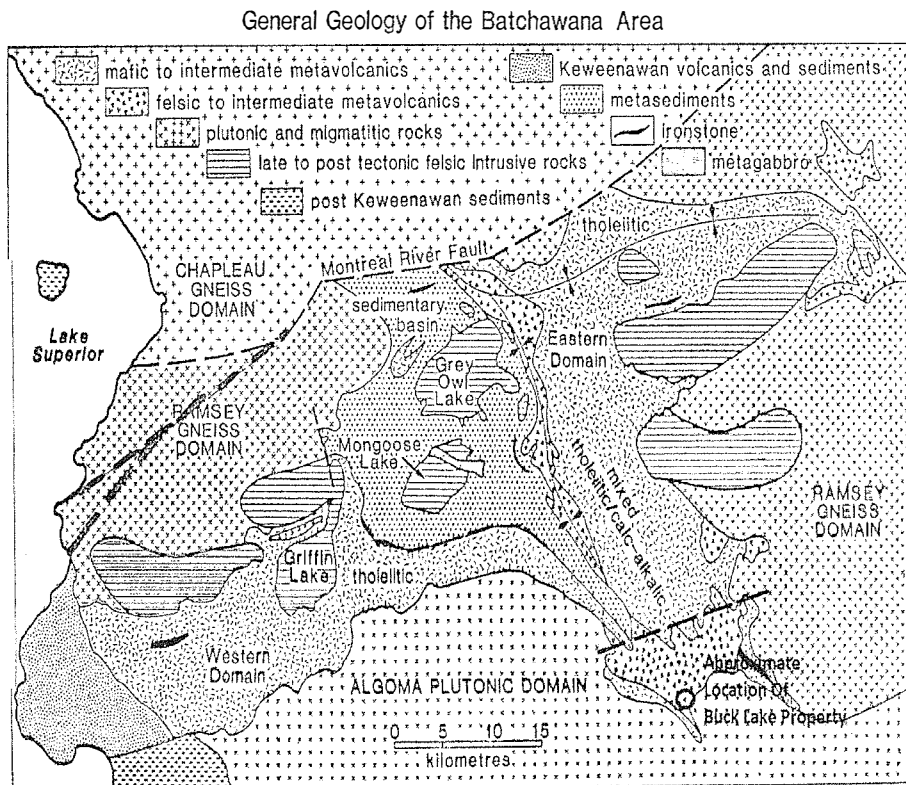 General Geology of the Batchawana Area
mafic to intermediate metavolcanics
felsic to intermediate metavolcanics
plutonic and migmatitic rocks
late to post tectonic felsic intrusive rocks
post Keweenawan sediments
Keweenawan volcanics and sediments
metasediments
ironstone
metagabbro
tholeiitic
Montreal River Fault
CHAPLEAU
GNEISS
DOMAIN
sedimentary
basin
Lake
Superior
Eastern
Domain
Grey
Owl
Lake
RAMSEY
GNEISS
DOMAIN
Mongoose
Lake
mixed
tholeiitic/calc-alkalic
RAMSEY
GNEISS
DOMAIN
Griffin
Lake
tholeiitic
Western
Domain
ALGOMA PLUTONIC DOMAIN
Approximate
Location Of
Buck Lake Property
0 5 10 15
kilometres